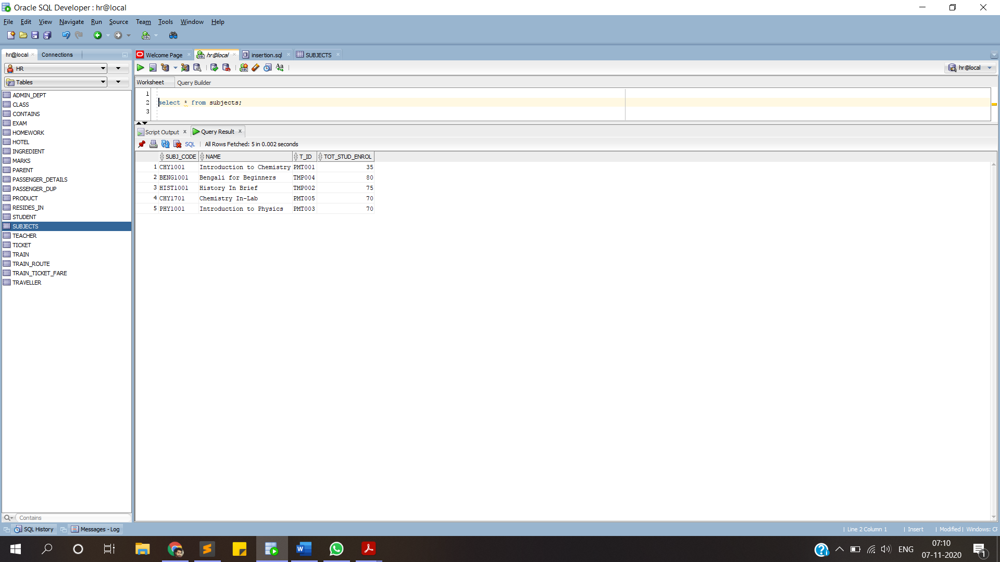 Oracle SQL Developer : hr@local
File Edit View Navigate Run Source Team Tools Window Help
hr@local Connections
Welcome Page hr@local insertion.sql SUBJECTS
HR
hr@local
Tables
Worksheet Query Builder
ADMIN_DEPT
CLASS
CONTAINS
EXAM
HOMEWORK
HOTEL
INGREDIENT
MARKS
PARENT
PASSENGER_DETAILS
PASSENGER_DUP
PRODUCT
RESIDES_IN
STUDENT
SUBJECTS
TEACHER
TICKET
TRAIN
TRAIN_ROUTE
TRAIN_TICKET_FARE
TRAVELLER
1
2 select * from subjects;
3
Script Output Query Result
SQL | All Rows Fetched: 5 in 0.002 seconds
SUBJ_CODE NAME T_ID TOT_STUD_ENROL
1 CHY1001 Introduction to Chemistry PMT001 35
2 BENG1001 Bengali for Beginners TMP004 80
3 HIST1001 History In Brief TMP002 75
4 CHY1701 Chemistry In-Lab PMT005 70
5 PHY1001 Introduction to Physics PMT003 70
Contains
SQL History Messages - Log
| Line 2 Column 1 | Insert | Modified | Windows: CF
ENG
07:10
07-11-2020
1